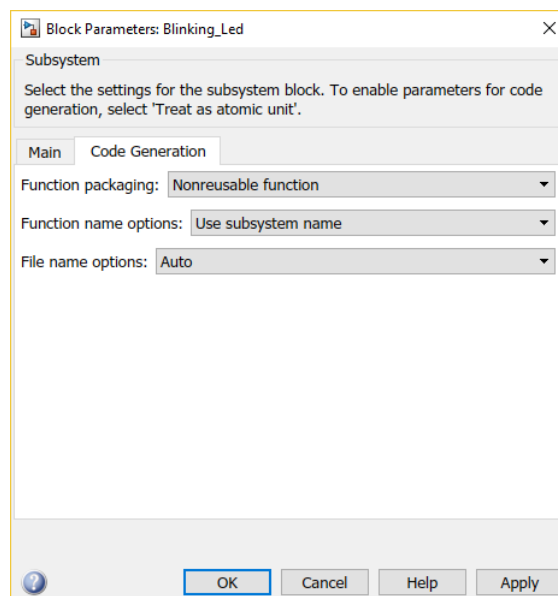 Block Parameters: Blinking_Led
Subsystem
Select the settings for the subsystem block. To enable parameters for code
generation, select 'Treat as atomic unit'.
Main Code Generation
Function packaging: Nonreusable function
Function name options: Use subsystem name
File name options: Auto
? OK Cancel Help Apply